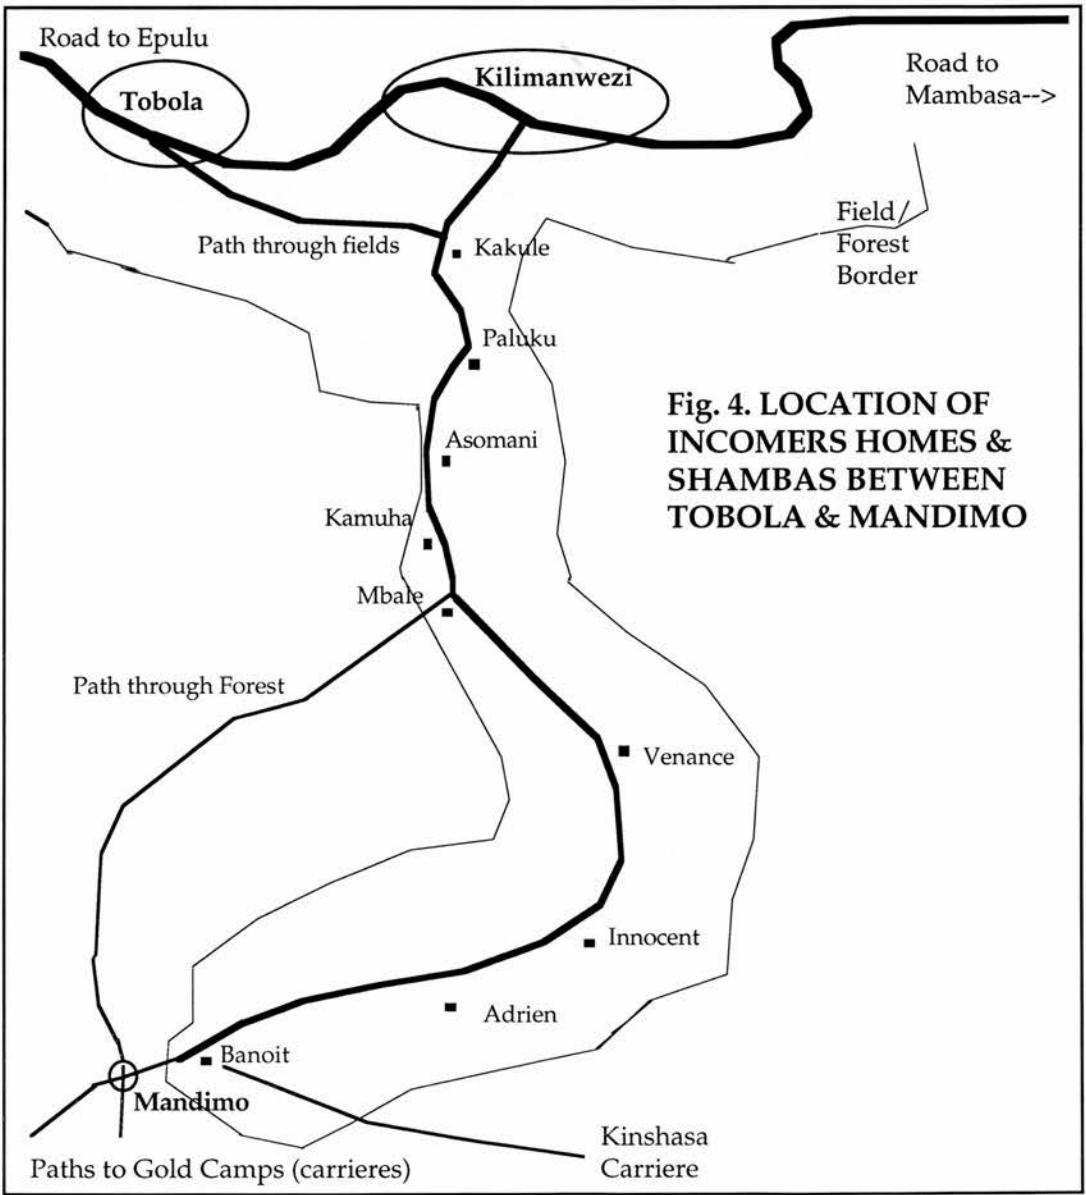 Road to Epulu
Tobola
Kilimanwezi
Road to
Mambasa-->
Path through fields
Kakule
Field/
Forest
Border
Paluku
Fig. 4. LOCATION OF
INCOMERS HOMES &
SHAMBAS BETWEEN
TOBOLA & MANDIMO
Asomani
Kamuha
Mbale
Path through Forest
Venance
Innocent
Adrien
Banoit
Mandimo
Kinshasa
Carriere
Paths to Gold Camps (carrieres)